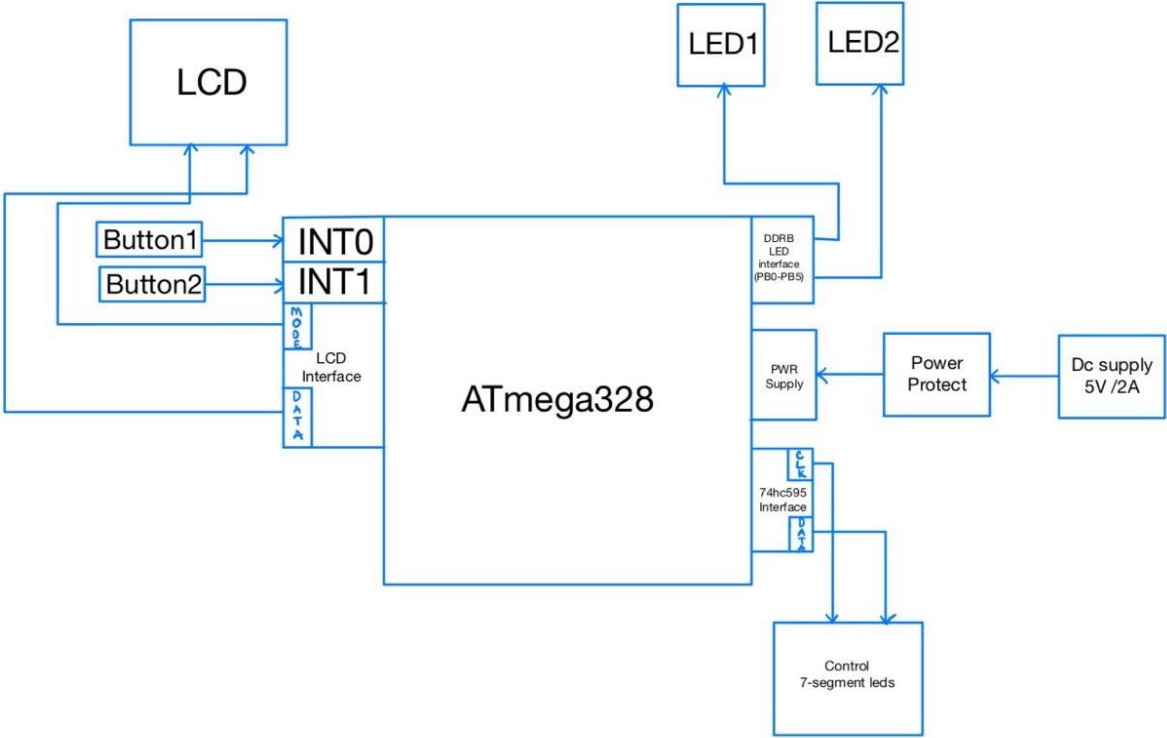 LCD
LED1
LED2
Button1
INT0
Button2
INT1
MODE
LCD
Interface
DATA
ATmega328
DDRB
LED
interface
(PB0-PB5)
PWR
Supply
Power
Protect
Dc supply
5V /2A
CLK
74hc595
Interface
DATA
Control
7-segment leds